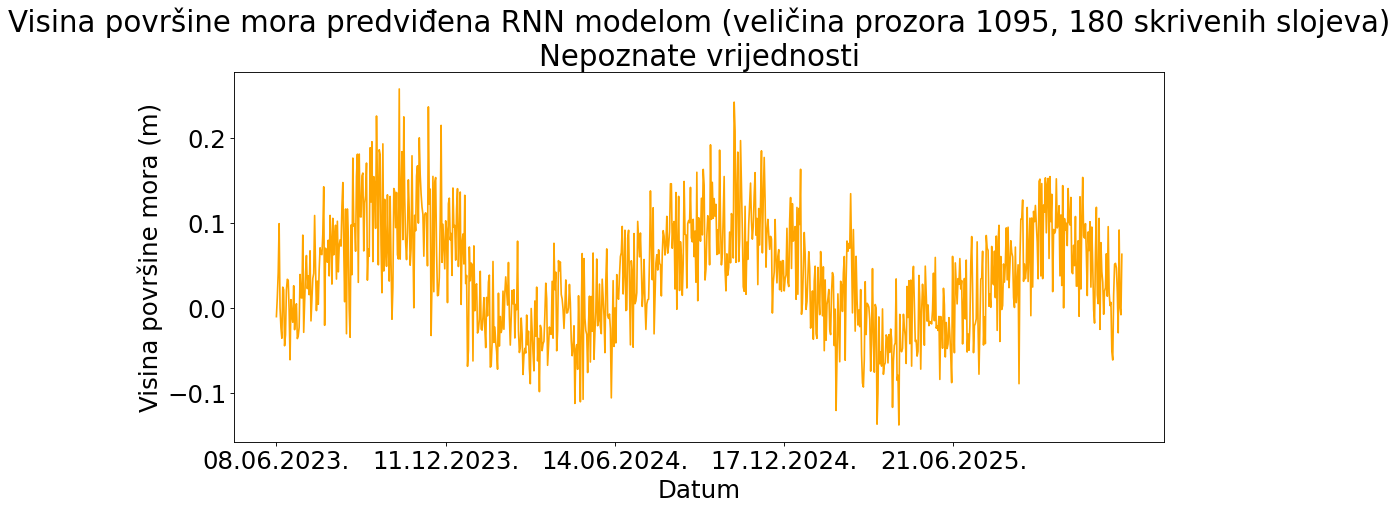 Visina površine mora predviđena RNN modelom (veličina prozora 1095, 180 skrivenih slojeva)
Nepoznate vrijednosti
Visina površine mora (m)
0.2
0.1
0.0
−0.1
08.06.2023. 11.12.2023. 14.06.2024. 17.12.2024. 21.06.2025.
Datum